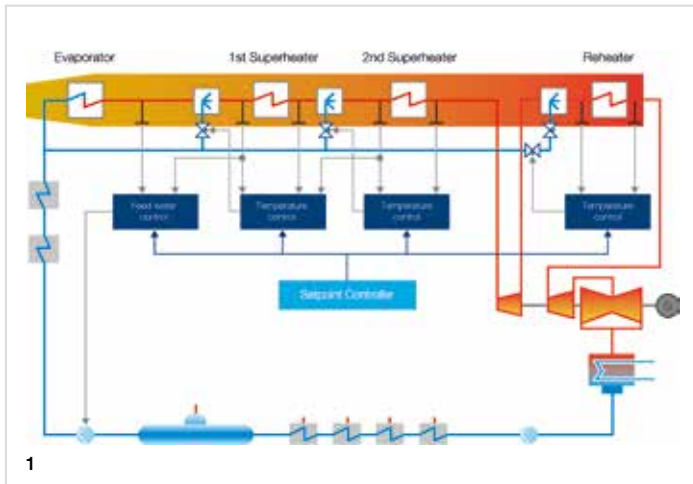 Evaporator
1st Superheater
2nd Superheater
Reheater
Feed water
control
Temperature
control
Temperature
control
Temperature
control
Setpoint Controller
1